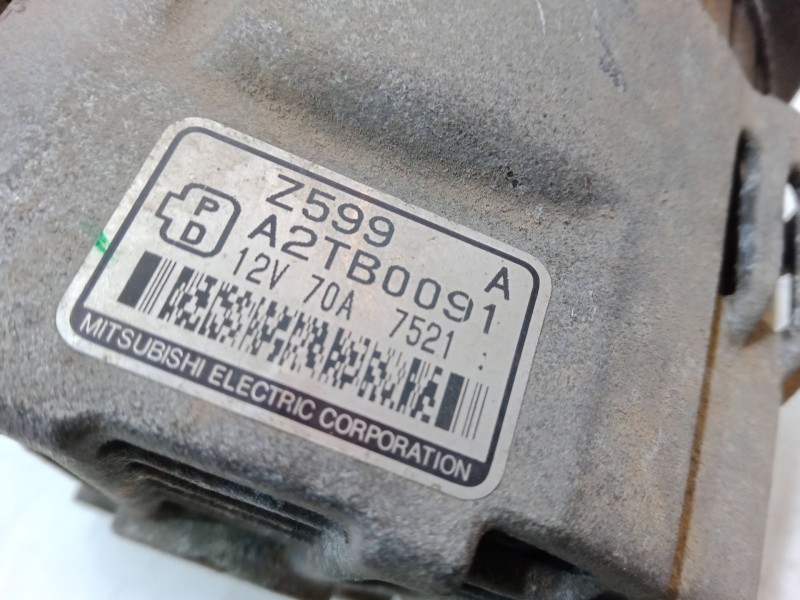 Z599 A
P D
A2TB0091
12V 70A 7521 :
MITSUBISHI ELECTRIC CORPORATION